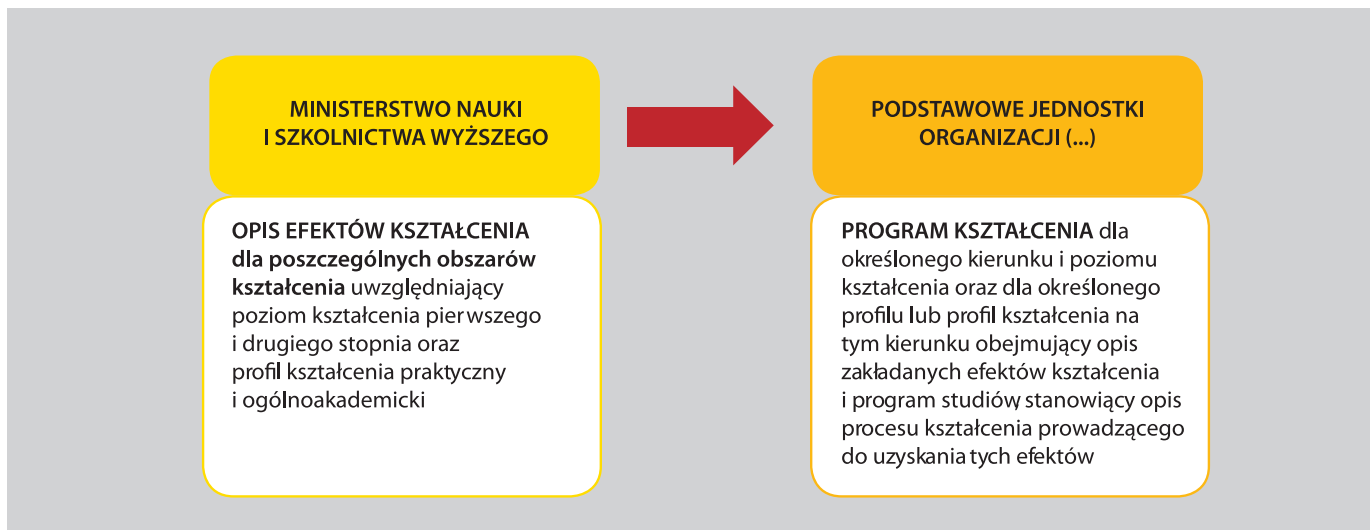 MINISTERSTWO NAUKI
I SZKOLNICTWA WYŻSZEGO
OPIS EFEKTÓW KSZTAŁCENIA
dla poszczególnych obszarów
kształcenia uwzględniający
poziom kształcenia pierwszego
i drugiego stopnia oraz
profil kształcenia praktyczny
i ogólnoakademicki
PODSTAWOWE JEDNOSTKI
ORGANIZACJI (...)
PROGRAM KSZTAŁCENIA dla
określonego kierunku i poziomu
kształcenia oraz dla określonego
profilu lub profil kształcenia na
tym kierunku obejmujący opis
zakładanych efektów kształcenia
i program studiów, stanowiący opis
procesu kształcenia prowadzącego
do uzyskania tych efektów